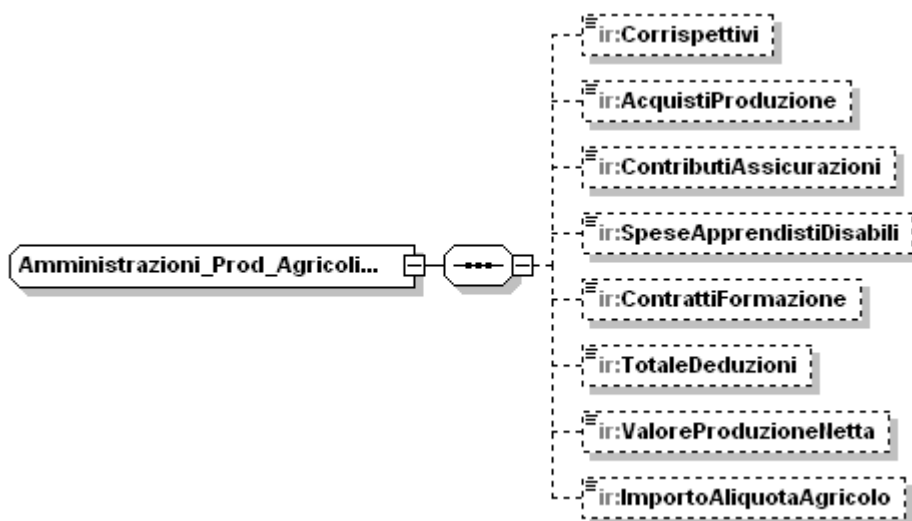 ir:Corrispettivi
ir:AcquistiProduzione
ir:ContributiAssicurazioni
ir:SpeseApprendistiDisabili
Amministrazioni_Prod_Agricoli...
ir:ContrattiFormazione
ir:TotaleDeduzioni
ir:ValoreProduzioneNetta
ir:ImportoAliquotaAgricolo